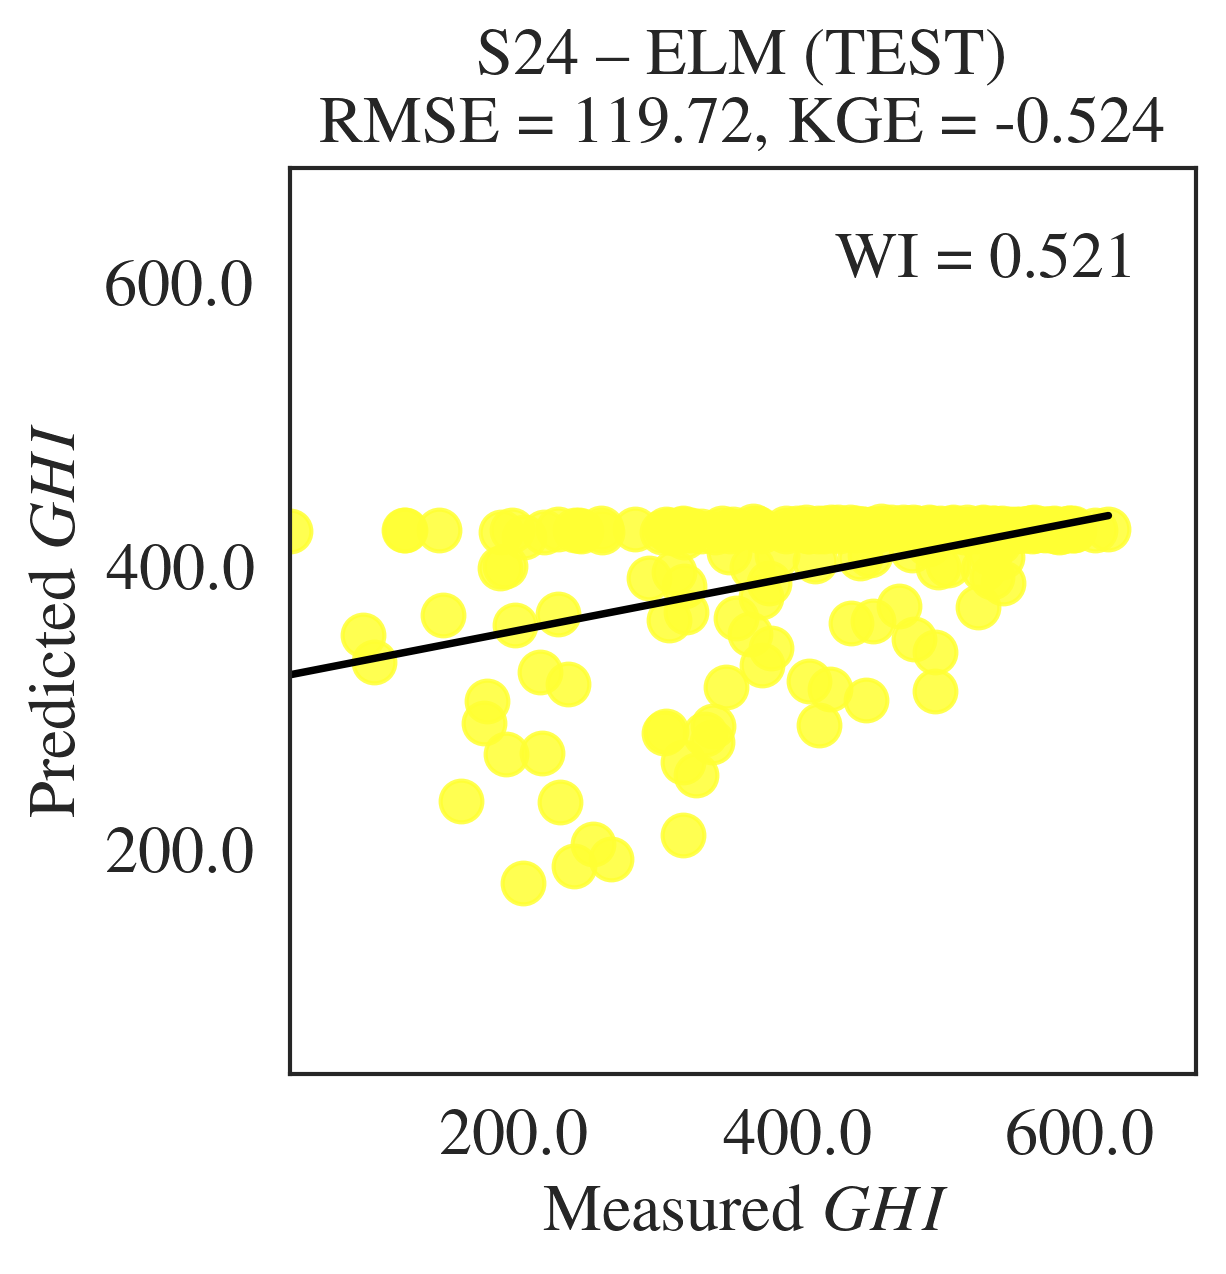 S24 – ELM (TEST)
RMSE = 119.72, KGE = -0.524
WI = 0.521
600.0
400.0
200.0
Predicted GHI
200.0 400.0 600.0
Measured GHI